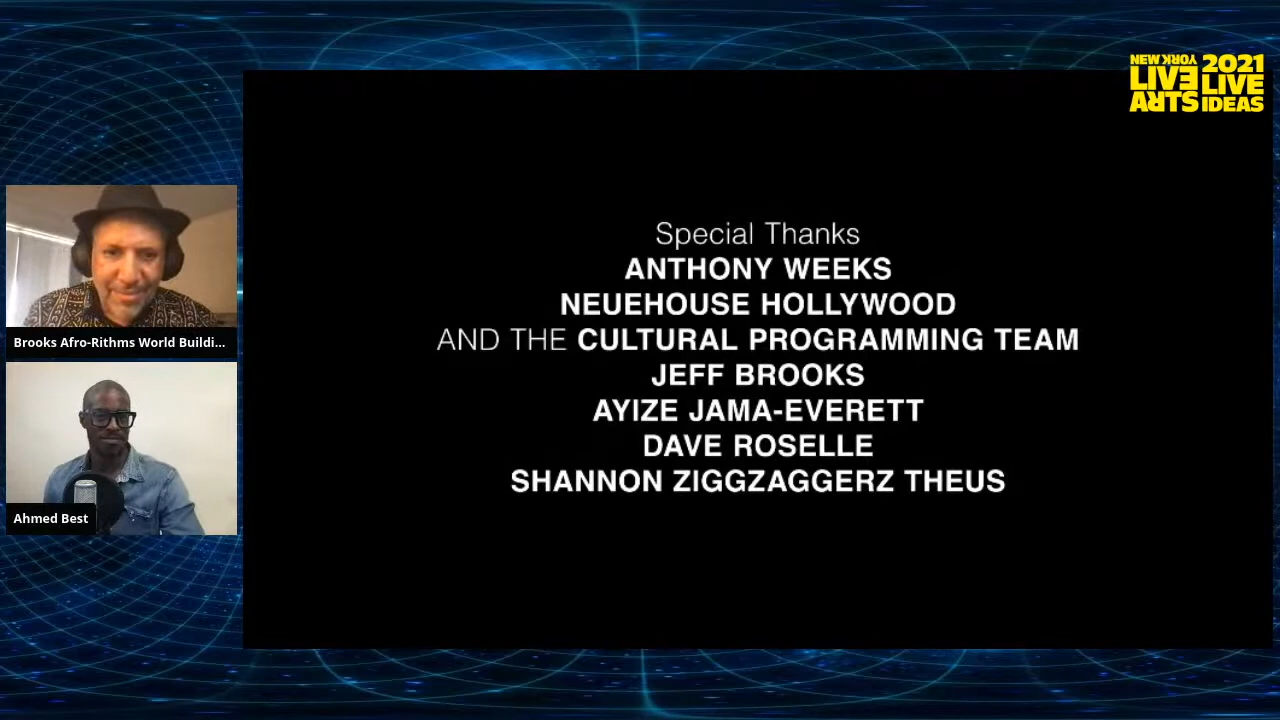 NEW YORK
LIVE
ARTS
2021
LIVE
IDEAS
Special Thanks
ANTHONY WEEKS
NEUEHOUSE HOLLYWOOD
AND THE CULTURAL PROGRAMMING TEAM
JEFF BROOKS
AYIZE JAMA-EVERETT
DAVE ROSELLE
SHANNON ZIGGZAGGERZ THEUS
Brooks Afro-Rithms World Buildi...
Ahmed Best